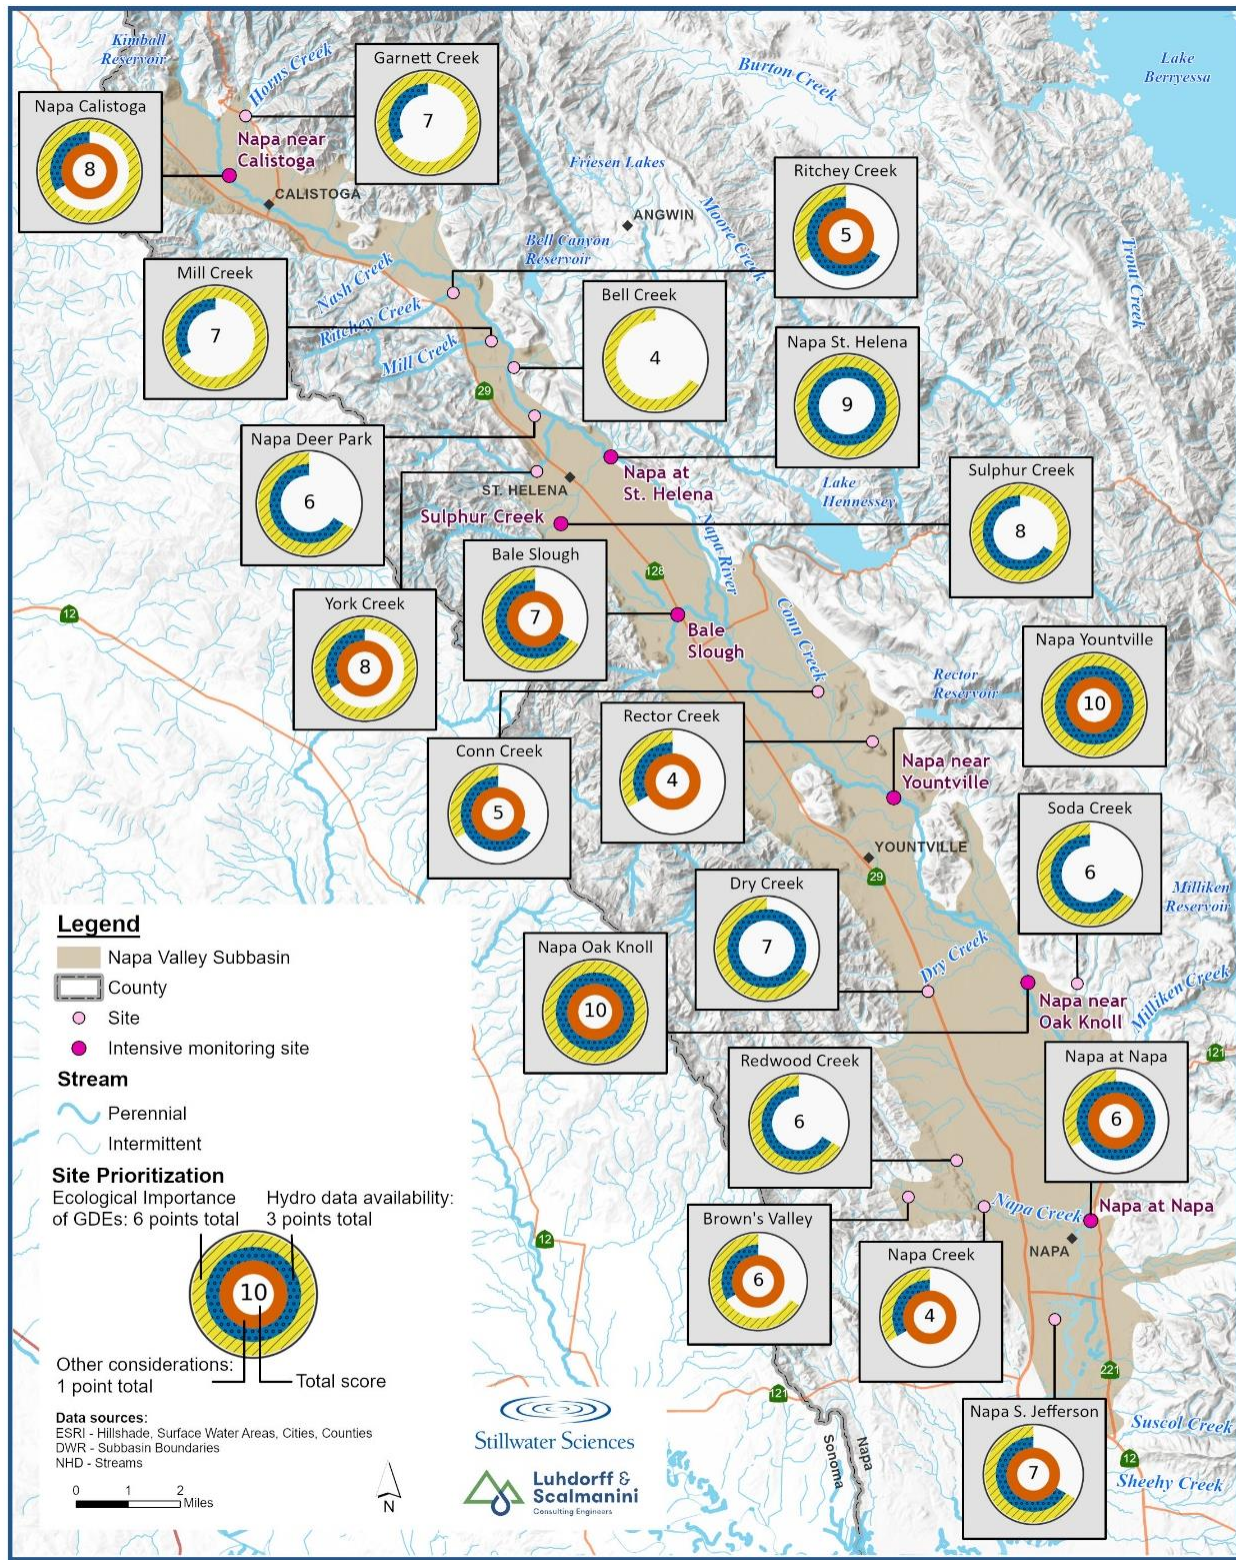 Kimball
Reservoir
Horns Creek
Garnett Creek
7
Burton Creek
Lake
Berryessa
Napa Calistoga
8
Napa near
Calistoga
CALISTOGA
Friesen Lakes
ANGWIN
Moore Creek
Ritchey Creek
5
Bell Canyon
Reservoir
Trout Creek
Mill Creek
7
Nash Creek
Ritchey Creek
Mill Creek
Bell Creek
4
Napa St. Helena
9
29
Napa Deer Park
6
ST. HELENA
Napa at
St. Helena
Lake
Hennessey
Sulphur Creek
8
Sulphur Creek
Napa River
Bale Slough
7
128
12
York Creek
8
Bale
Slough
Conn Creek
Napa Yountville
10
Rector
Reservoir
Rector Creek
4
Conn Creek
5
Napa near
Yountville
Soda Creek
6
YOUNTVILLE
29
Dry Creek
7
Milliken
Reservoir
Napa Oak Knoll
10
Dry Creek
Napa near
Oak Knoll
Milliken Creek
121
Redwood Creek
6
Napa at Napa
6
Brown's Valley
6
Napa Creek
Napa at Napa
NAPA
Napa Creek
4
12
221
121
Napa S. Jefferson
7
Suscol Creek
12
Sheehy Creek
Sonoma
Napa
Legend
Napa Valley Subbasin
County
Site
Intensive monitoring site
Stream
Perennial
Intermittent
Site Prioritization
Ecological Importance
of GDEs: 6 points total
Hydro data availability:
3 points total
10
Other considerations:
1 point total
Total score
Data sources:
ESRI - Hillshade, Surface Water Areas, Cities, Counties
DWR - Subbasin Boundaries
NHD - Streams
0 1 2
Miles
N
Stillwater Sciences
Luhdorff &
Scalmanini
Consulting Engineers